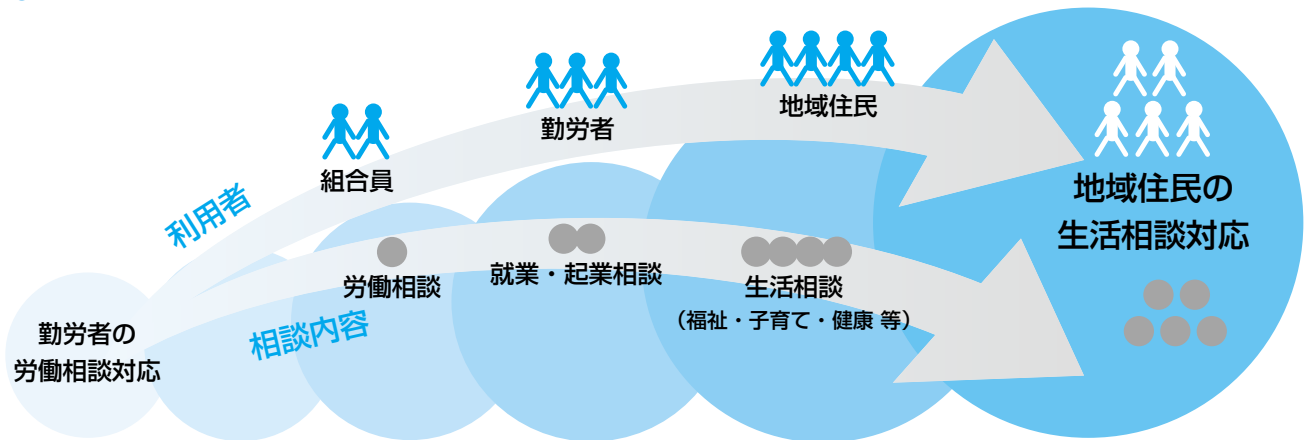 勤労者の
労働相談対応
利用者
組合員
勤労者
地域住民
相談内容
労働相談
就業・起業相談
生活相談
（福祉・子育て・健康 等）
地域住民の
生活相談対応